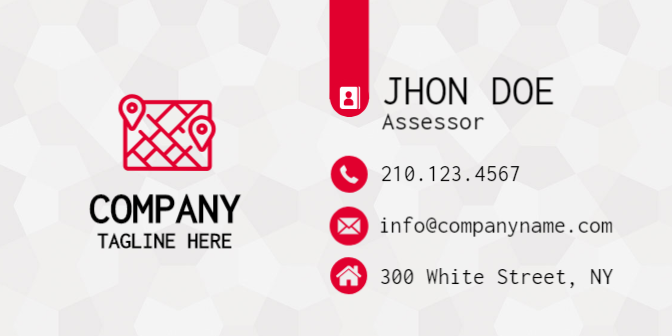 COMPANY
TAGLINE HERE
JHON DOE
Assessor
210.123.4567
info@companyname.com
300 White Street, NY